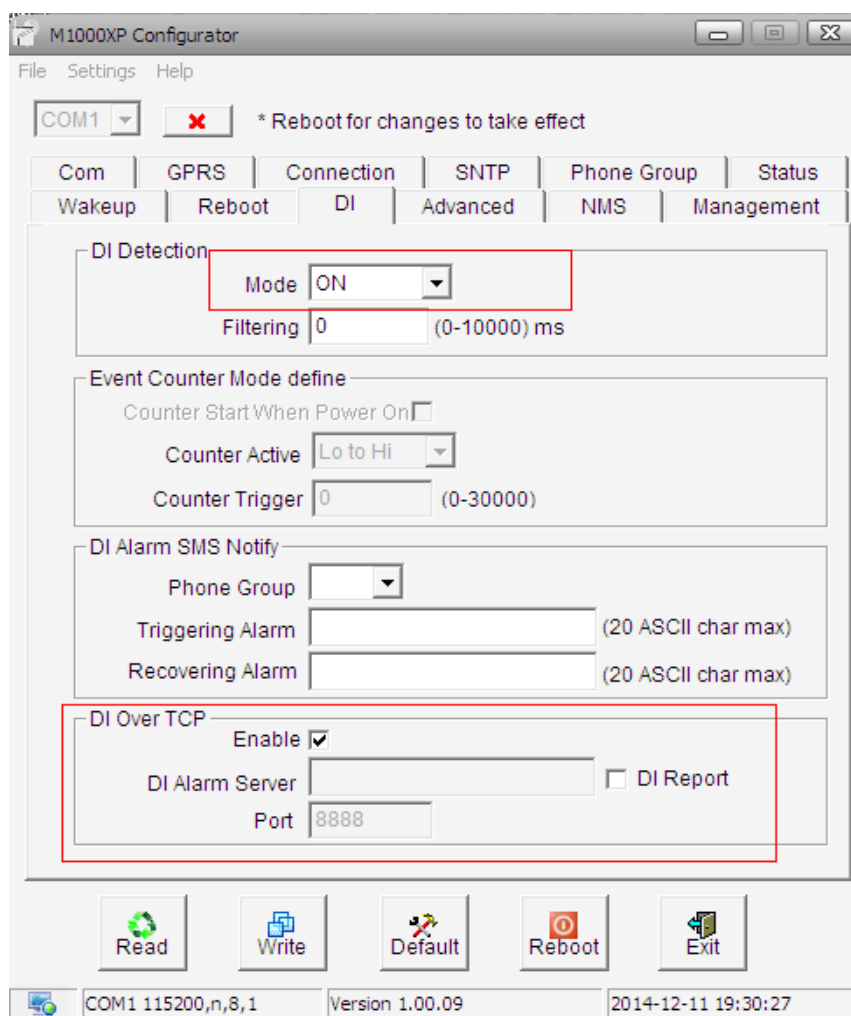 M1000XP Configurator
File Settings Help
COM1 * Reboot for changes to take effect
Com GPRS Connection SNTP Phone Group Status
Wakeup Reboot DI Advanced NMS Management
DI Detection
Mode ON
Filtering 0 (0-10000) ms
Event Counter Mode define
Counter Start When Power On
Counter Active Lo to Hi
Counter Trigger 0 (0-30000)
DI Alarm SMS Notify
Phone Group
Triggering Alarm (20 ASCII char max)
Recovering Alarm (20 ASCII char max)
DI Over TCP
Enable
DI Alarm Server DI Report
Port 8888
Read Write Default Reboot Exit
COM1 115200,n,8,1 Version 1.00.09 2014-12-11 19:30:27